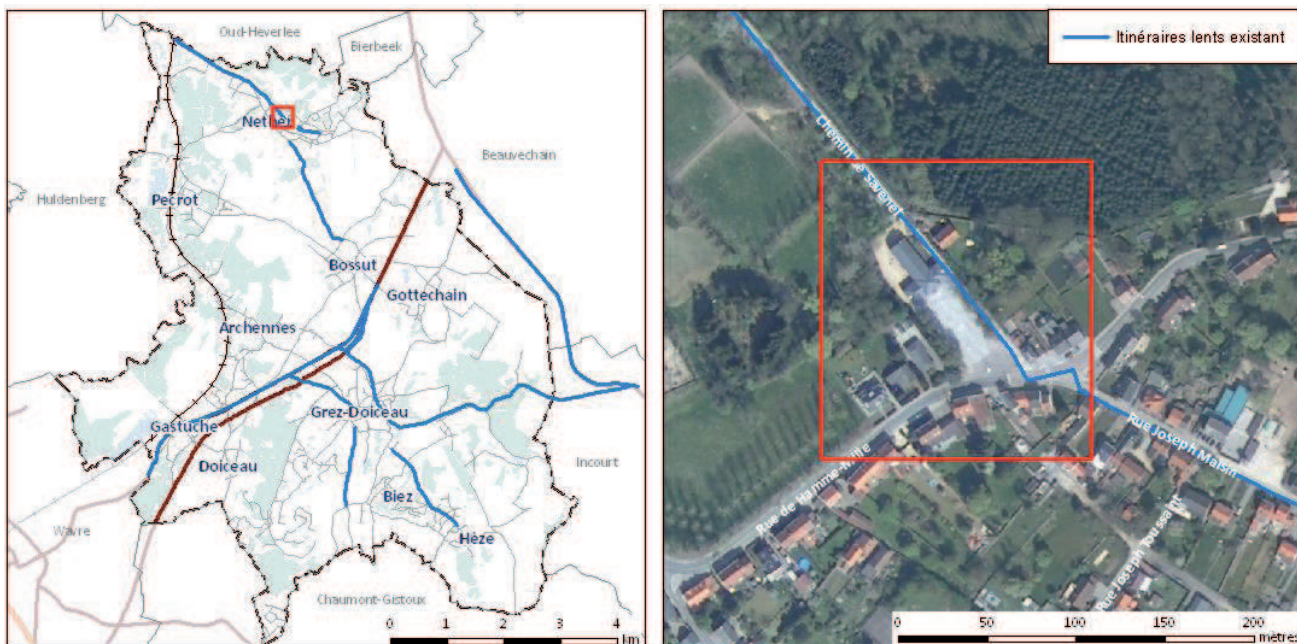 Oud-Heverlee
Bierbeek
Nethen
Beauvechain
Huldenberg
Pecrot
Bossut
Gottechain
Archennes
Grez-Doiceau
Gastuche
Doiceau
Incourt
Biez
Wavre
Hèze
Chaumont-Gistoux
0 1 2 3 4
km
Itinéraires lents existant
Chemin de Savenel
Rue Joseph Maisin
Rue de Hamme-Mille
Rue Joseph Toussaint
0 50 100 150 200
mètres